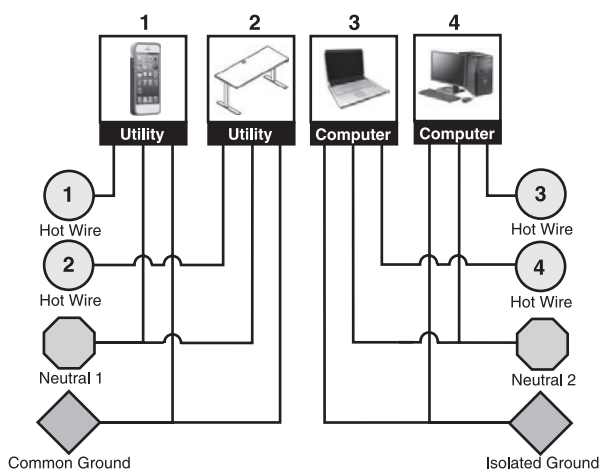 1 2 3 4
Utility Utility Computer Computer
1 3
Hot Wire Hot Wire
2 4
Hot Wire Hot Wire
Neutral 1 Neutral 2
Common Ground Isolated Ground